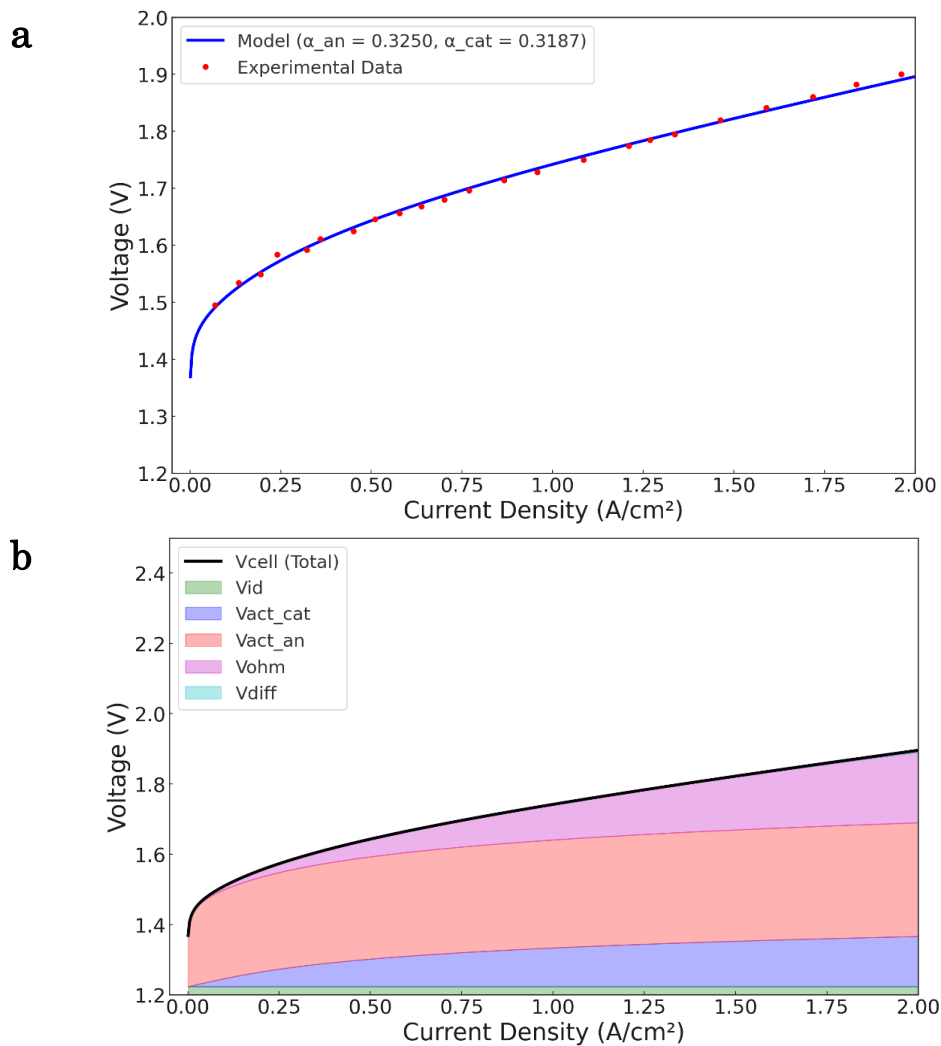 a
2.0
1.9
1.8
1.7
1.6
1.5
1.4
1.3
1.2
Voltage (V)
Model (α_an = 0.3250, α_cat = 0.3187)
Experimental Data
0.00 0.25 0.50 0.75 1.00 1.25 1.50 1.75 2.00
Current Density (A/cm²)
b
2.4
2.2
2.0
1.8
1.6
1.4
1.2
Voltage (V)
Vcell (Total)
Vid
Vact_cat
Vact_an
Vohm
Vdiff
0.00 0.25 0.50 0.75 1.00 1.25 1.50 1.75 2.00
Current Density (A/cm²)